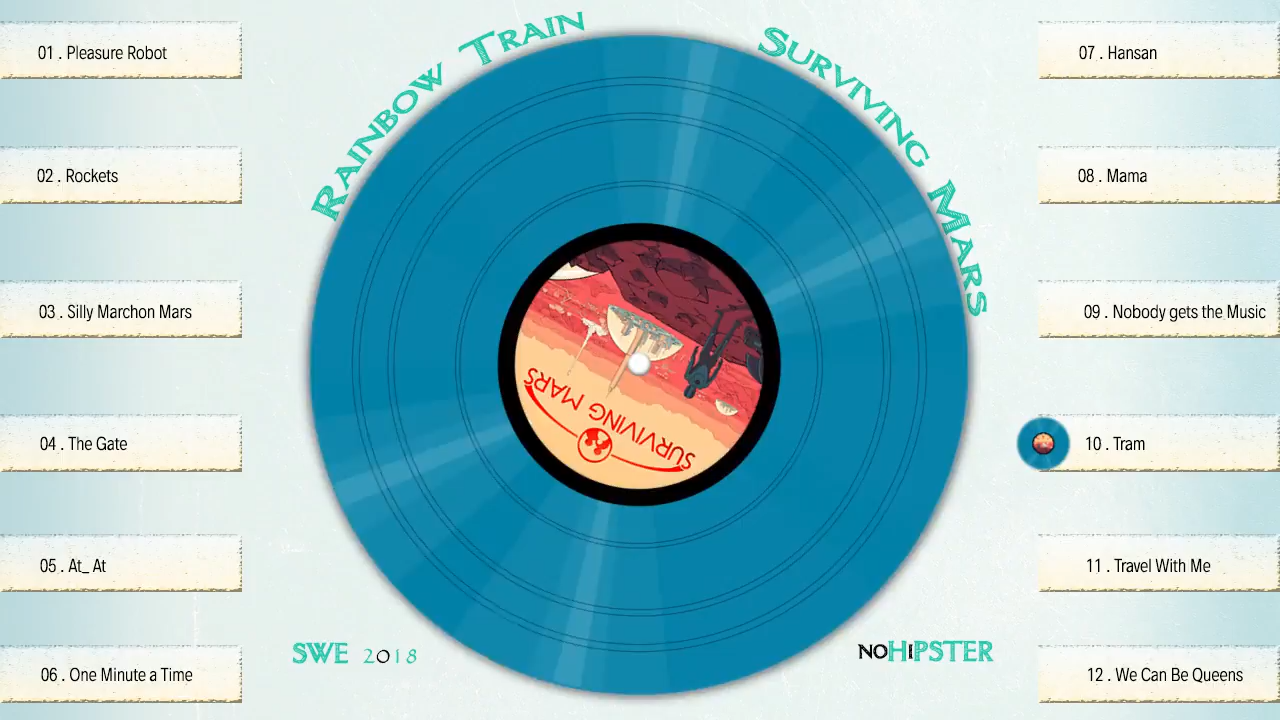 RAINBOW TRAIN
SURVIVING MARS
01 . Pleasure Robot
02 . Rockets
03 . Silly Marchon Mars
04 . The Gate
05 . At_ At
06 . One Minute a Time
SURVIVING MARS
07 . Hansan
08 . Mama
09 . Nobody gets the Music
10 . Tram
11 . Travel With Me
12 . We Can Be Queens
SWE 2018
NOHiPSTER